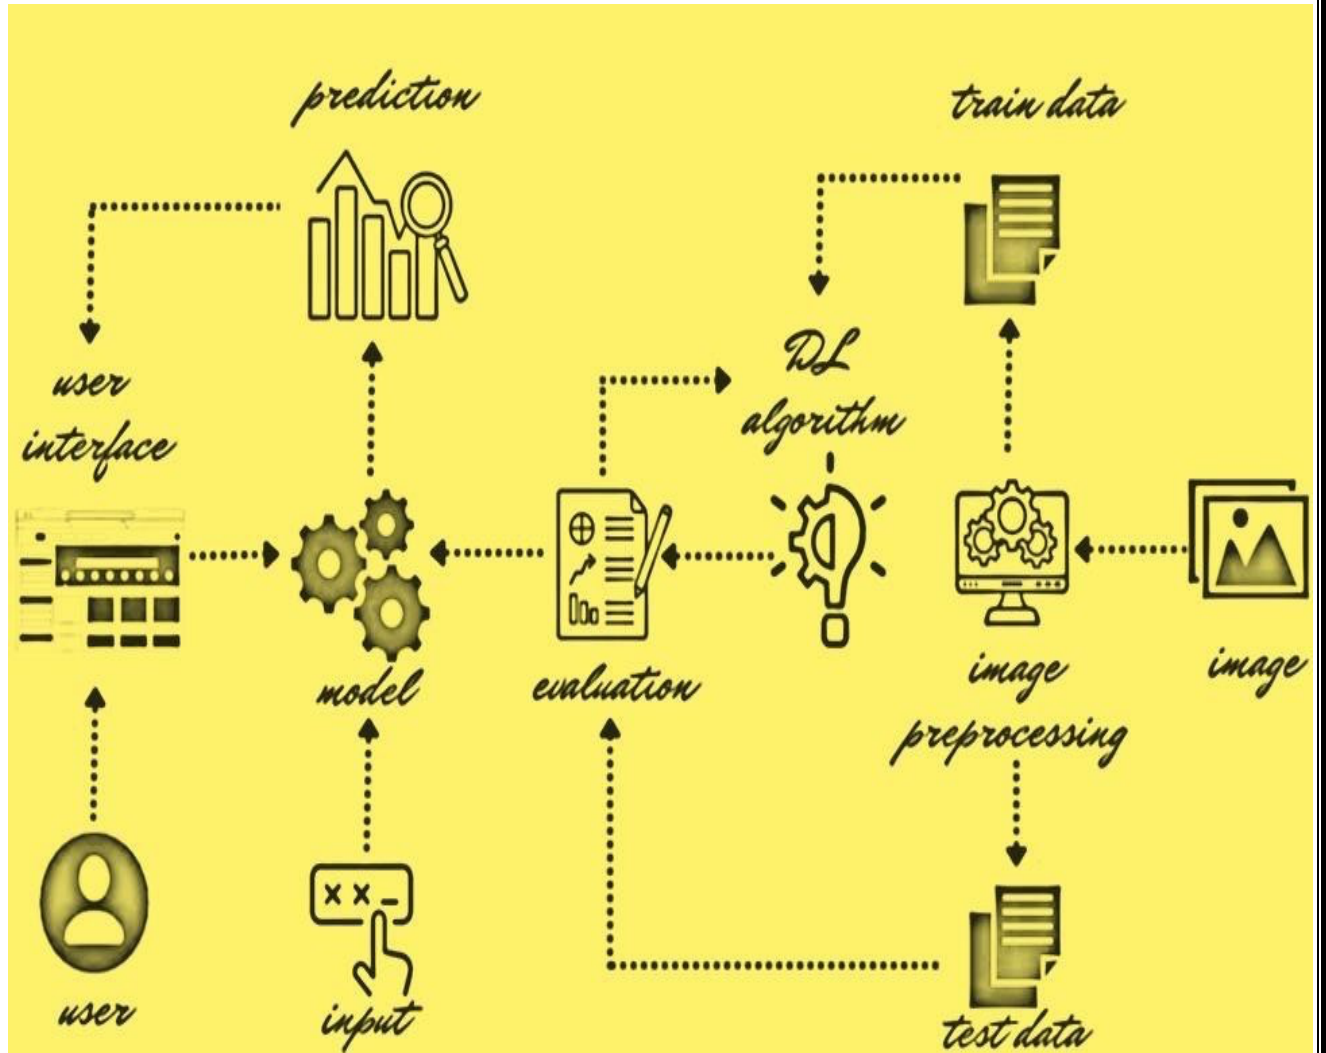 prediction
train data
user
interface
DL
algorithm
model
evaluation
image
preprocessing
image
user
input
test data